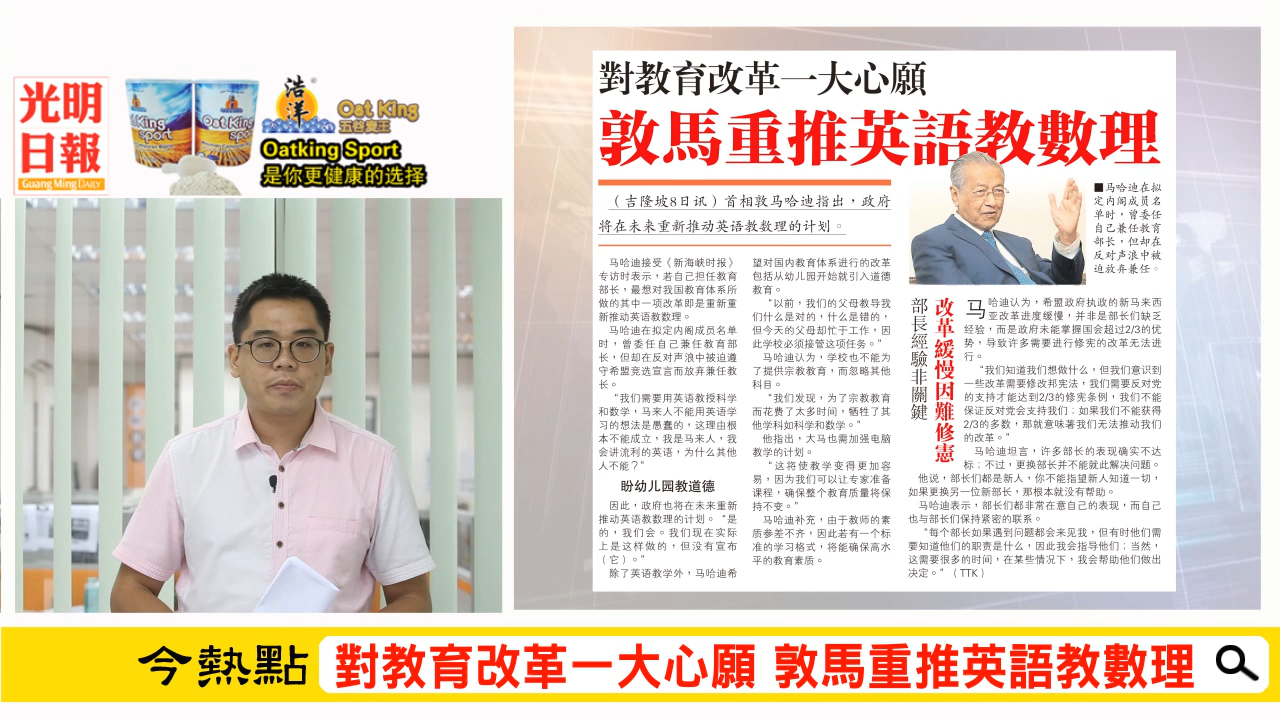 光明
日報
Guang Ming DAILY
Oat King
Sport
Oat King
浩洋
Oat King
五谷皇王
Oatking Sport
是你更健康的选择
對教育改革一大心願
敦馬重推英語教數理
（吉隆坡8日讯）首相敦马哈迪指出，政府
将在未来重新推动英语教数理的计划。
马哈迪接受《新海峡时报》
专访时表示，若自己担任教育
部长，最想对我国教育体系所
做的其中一项改革即是重新重
新推动英语教数理。
马哈迪在拟定内阁成员名单
时，曾委任自己兼任教育部
长，但却在反对声浪中被迫遵
守希盟竞选宣言而放弃兼任教
长。
“我们需要用英语教授科学
和数学，马来人不能用英语学
习的想法是愚蠢的，这理由根
本不能成立，我是马来人，我
会讲流利的英语，为什么其他
人不能？”
盼幼儿园教道德
因此，政府也将在未来重新
推动英语教数理的计划。“是
的，我们会。我们现在实际
上是这样做的，但没有宣布
（它）。”
除了英语教学外，马哈迪希
望对国内教育体系进行的改革
包括从幼儿园开始就引入道德
教育。
“以前，我们的父母教导我
们什么是对的，什么是错的，
但今天的父母却忙于工作，因
此学校必须接管这项任务。”
马哈迪认为，学校也不能为
了提供宗教教育，而忽略其他
科目。
“我们发现，为了宗教教育
而花费了太多时间，牺牲了其
他学科如科学和数学。”
他指出，大马也需加强电脑
教学的计划。
“这将使教学变得更加容
易，因为我们可以让专家准备
课程，确保整个教育质量将保
持不变。”
马哈迪补充，由于教师的素
质参差不齐，因此若有一个标
准的学习格式，将能确保高水
平的教育素质。
■马哈迪在拟
定内阁成员名
单时，曾委任
自己兼任教育
部长，但却在
反对声浪中被
迫放弃兼任。
改革緩慢因難修憲
部長經驗非關鍵
马哈迪认为，希盟政府执政的新马来西
亚改革进度缓慢，并非是部长们缺乏
经验，而是政府未能掌握国会超过2/3的优
势，导致许多需要进行修宪的改革无法进
行。
“我们知道我们想做什么，但我们意识到
一些改革需要修改邦宪法，我们需要反对党
的支持才能达到2/3的修宪条例，我们不能
保证反对党会支持我们；如果我们不能获得
2/3的多数，那就意味著我们无法推动我们
的改革。”
马哈迪坦言，许多部长的表现确实不达
标；不过，更换部长并不能就此解决问题。
他说，部长们都是新人，你不能指望新人知道一切，
如果更换另一位新部长，那根本就没有帮助。
马哈迪表示，部长们都非常在意自己的表现，而自己
也与部长们保持紧密的联系。
“每个部长如果遇到问题都会来见我，但有时他们需
要知道他们的职责是什么，因此我会指导他们；当然，
这需要很多的时间，在某些情况下，我会帮助他们做出
决定。”（TTK）
今熱點
對教育改革一大心願 敦馬重推英語教數理